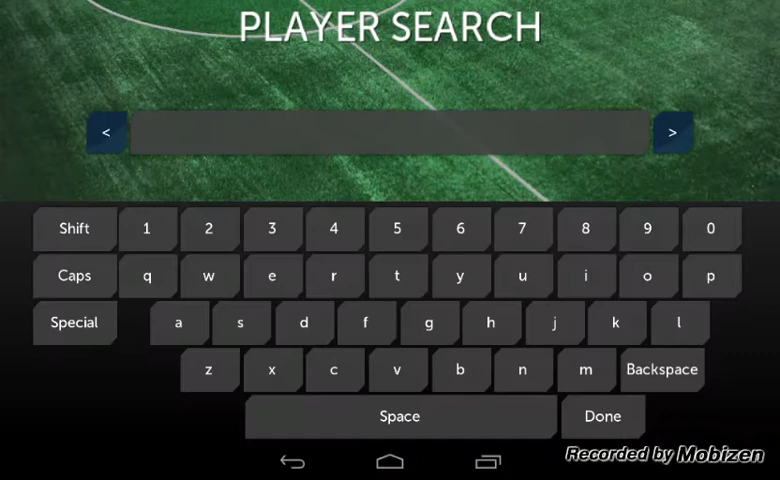 PLAYER SEARCH
< >
Shift 1 2 3 4 5 6 7 8 9 0
Caps q w e r t y u i o p
Special a s d f g h j k l
z x c v b n m Backspace
Space Done
Recorded by Mobizen